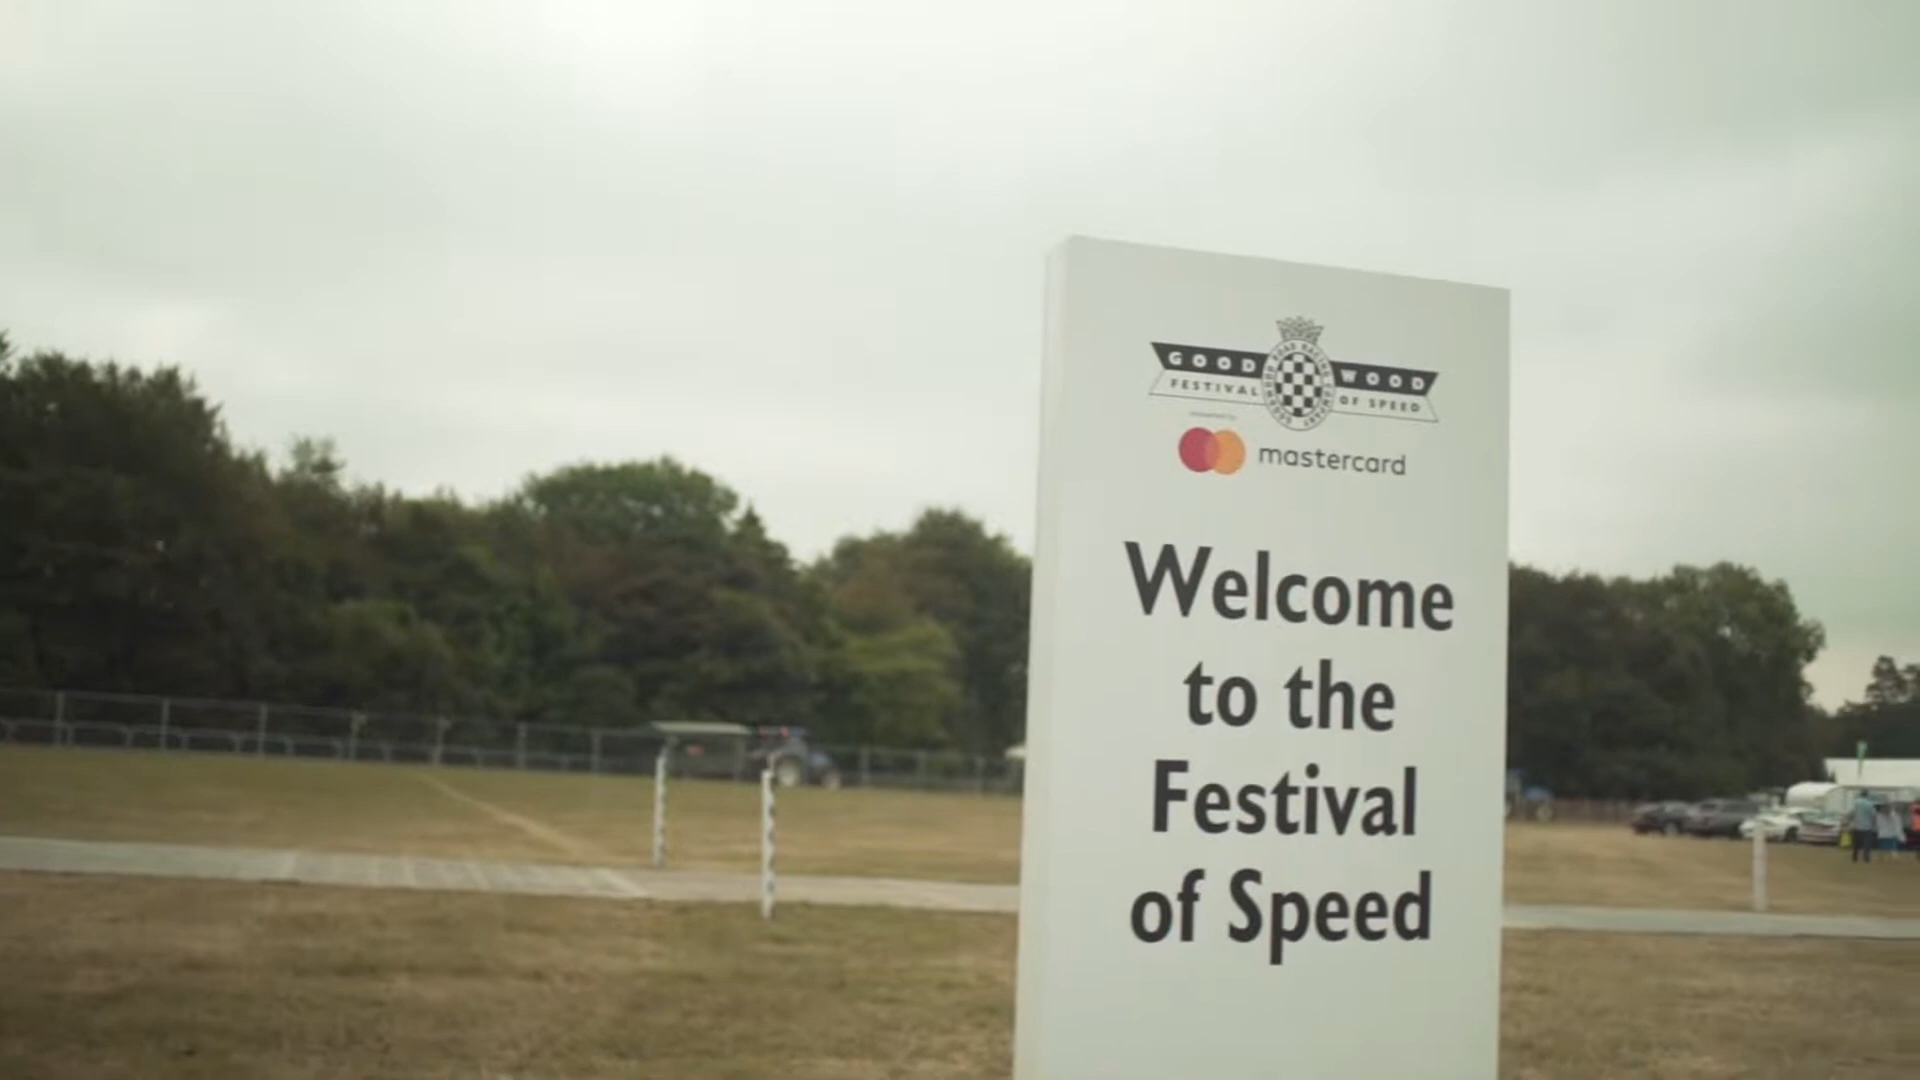 GOOD WOOD
FESTIVAL OF SPEED
mastercard
Welcome
to the
Festival
of Speed